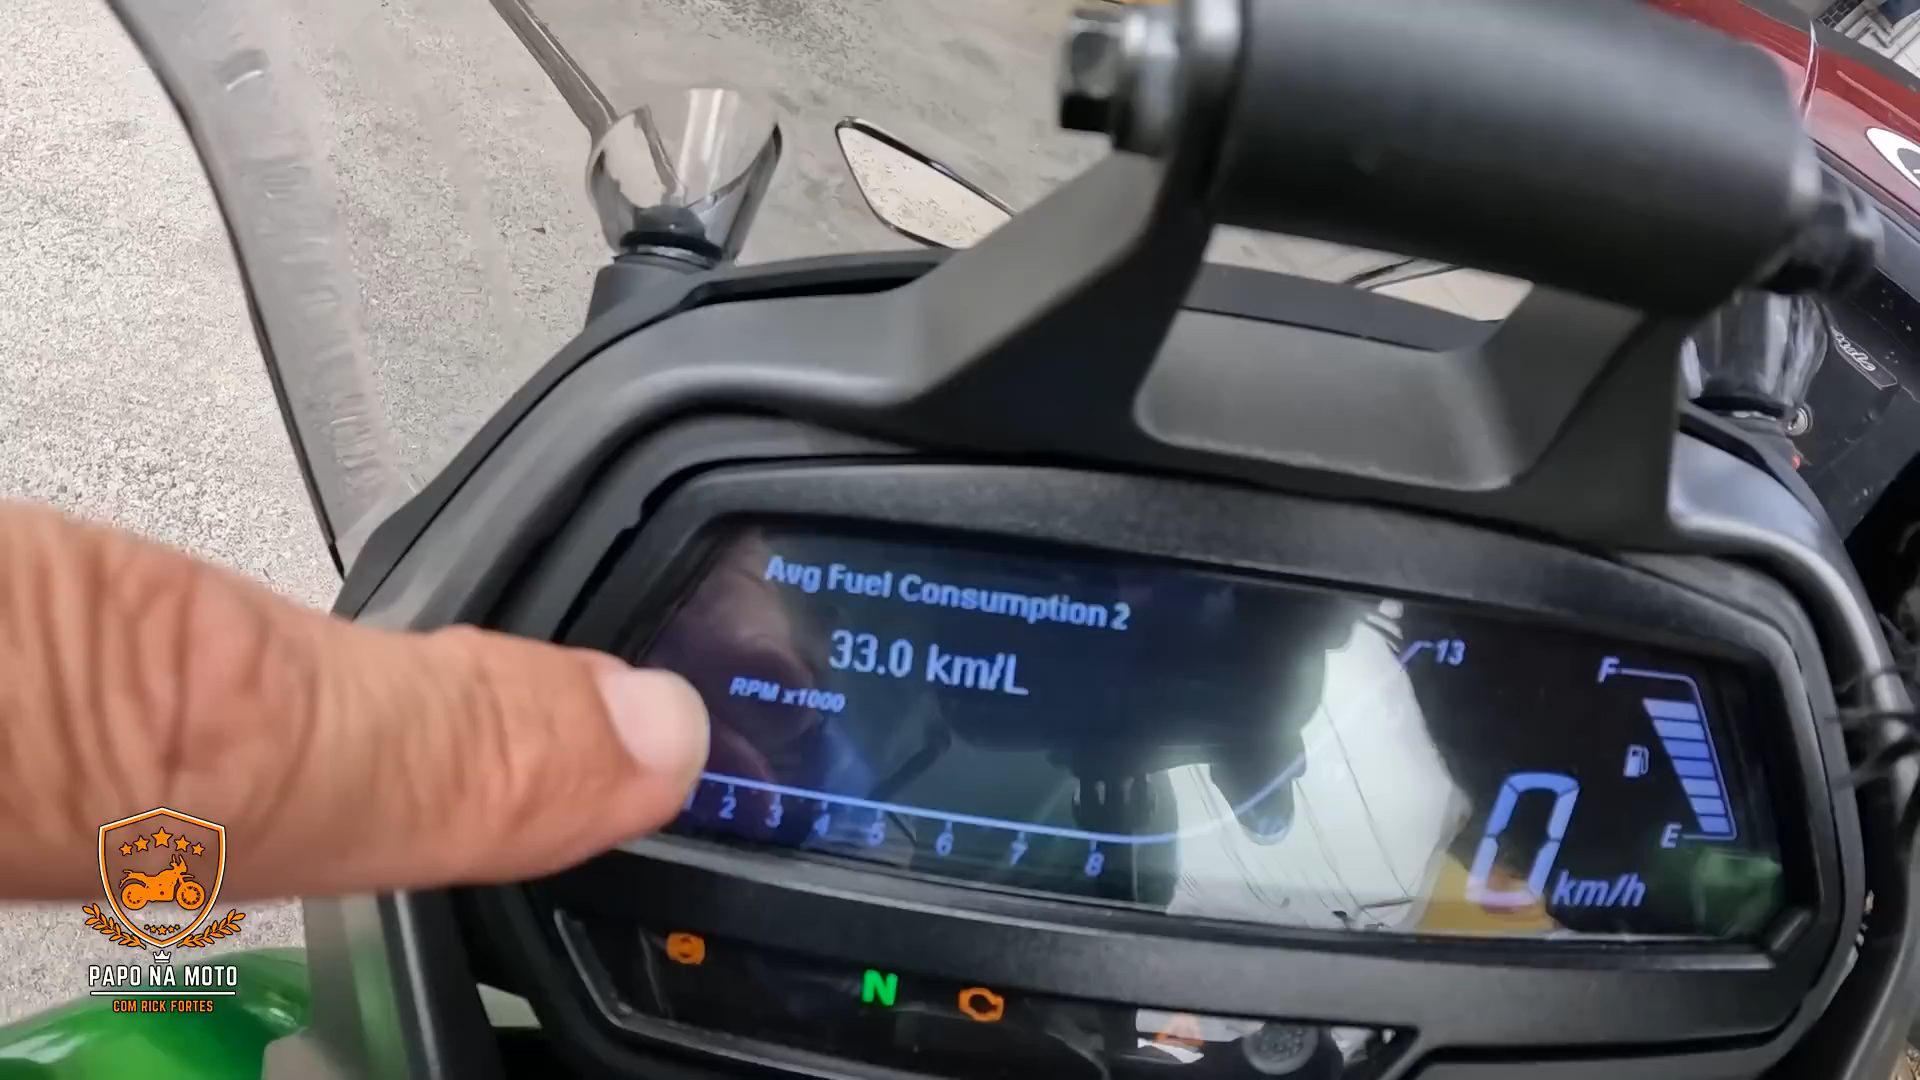 Avg Fuel Consumption 2
33.0 km/L
RPM x1000
1 2 3 4 5 6 7 8
13
F
E
0 km/h
N
PAPO NA MOTO
COM RICK FORTES